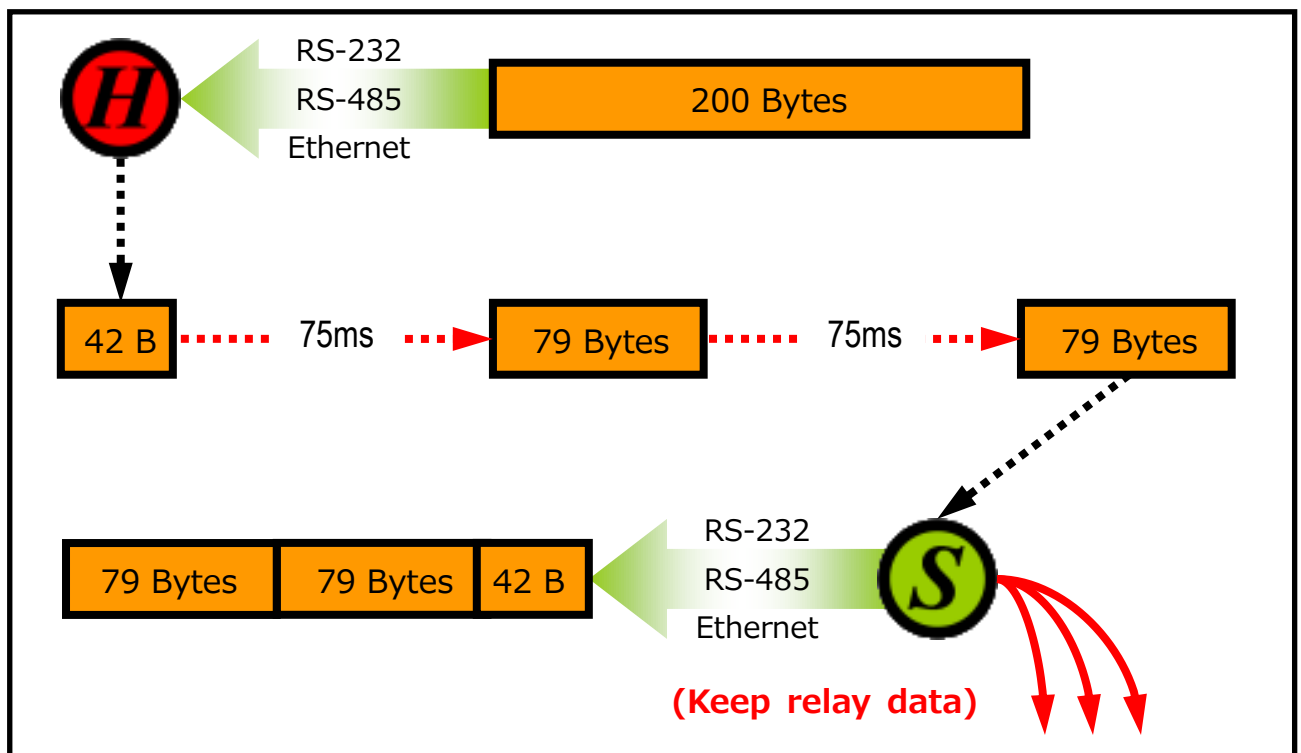 RS-232
H
RS-485
200 Bytes
Ethernet
42 B
75ms
79 Bytes
75ms
79 Bytes
RS-232
79 Bytes
79 Bytes
42 B
RS-485
S
Ethernet
(Keep relay data)